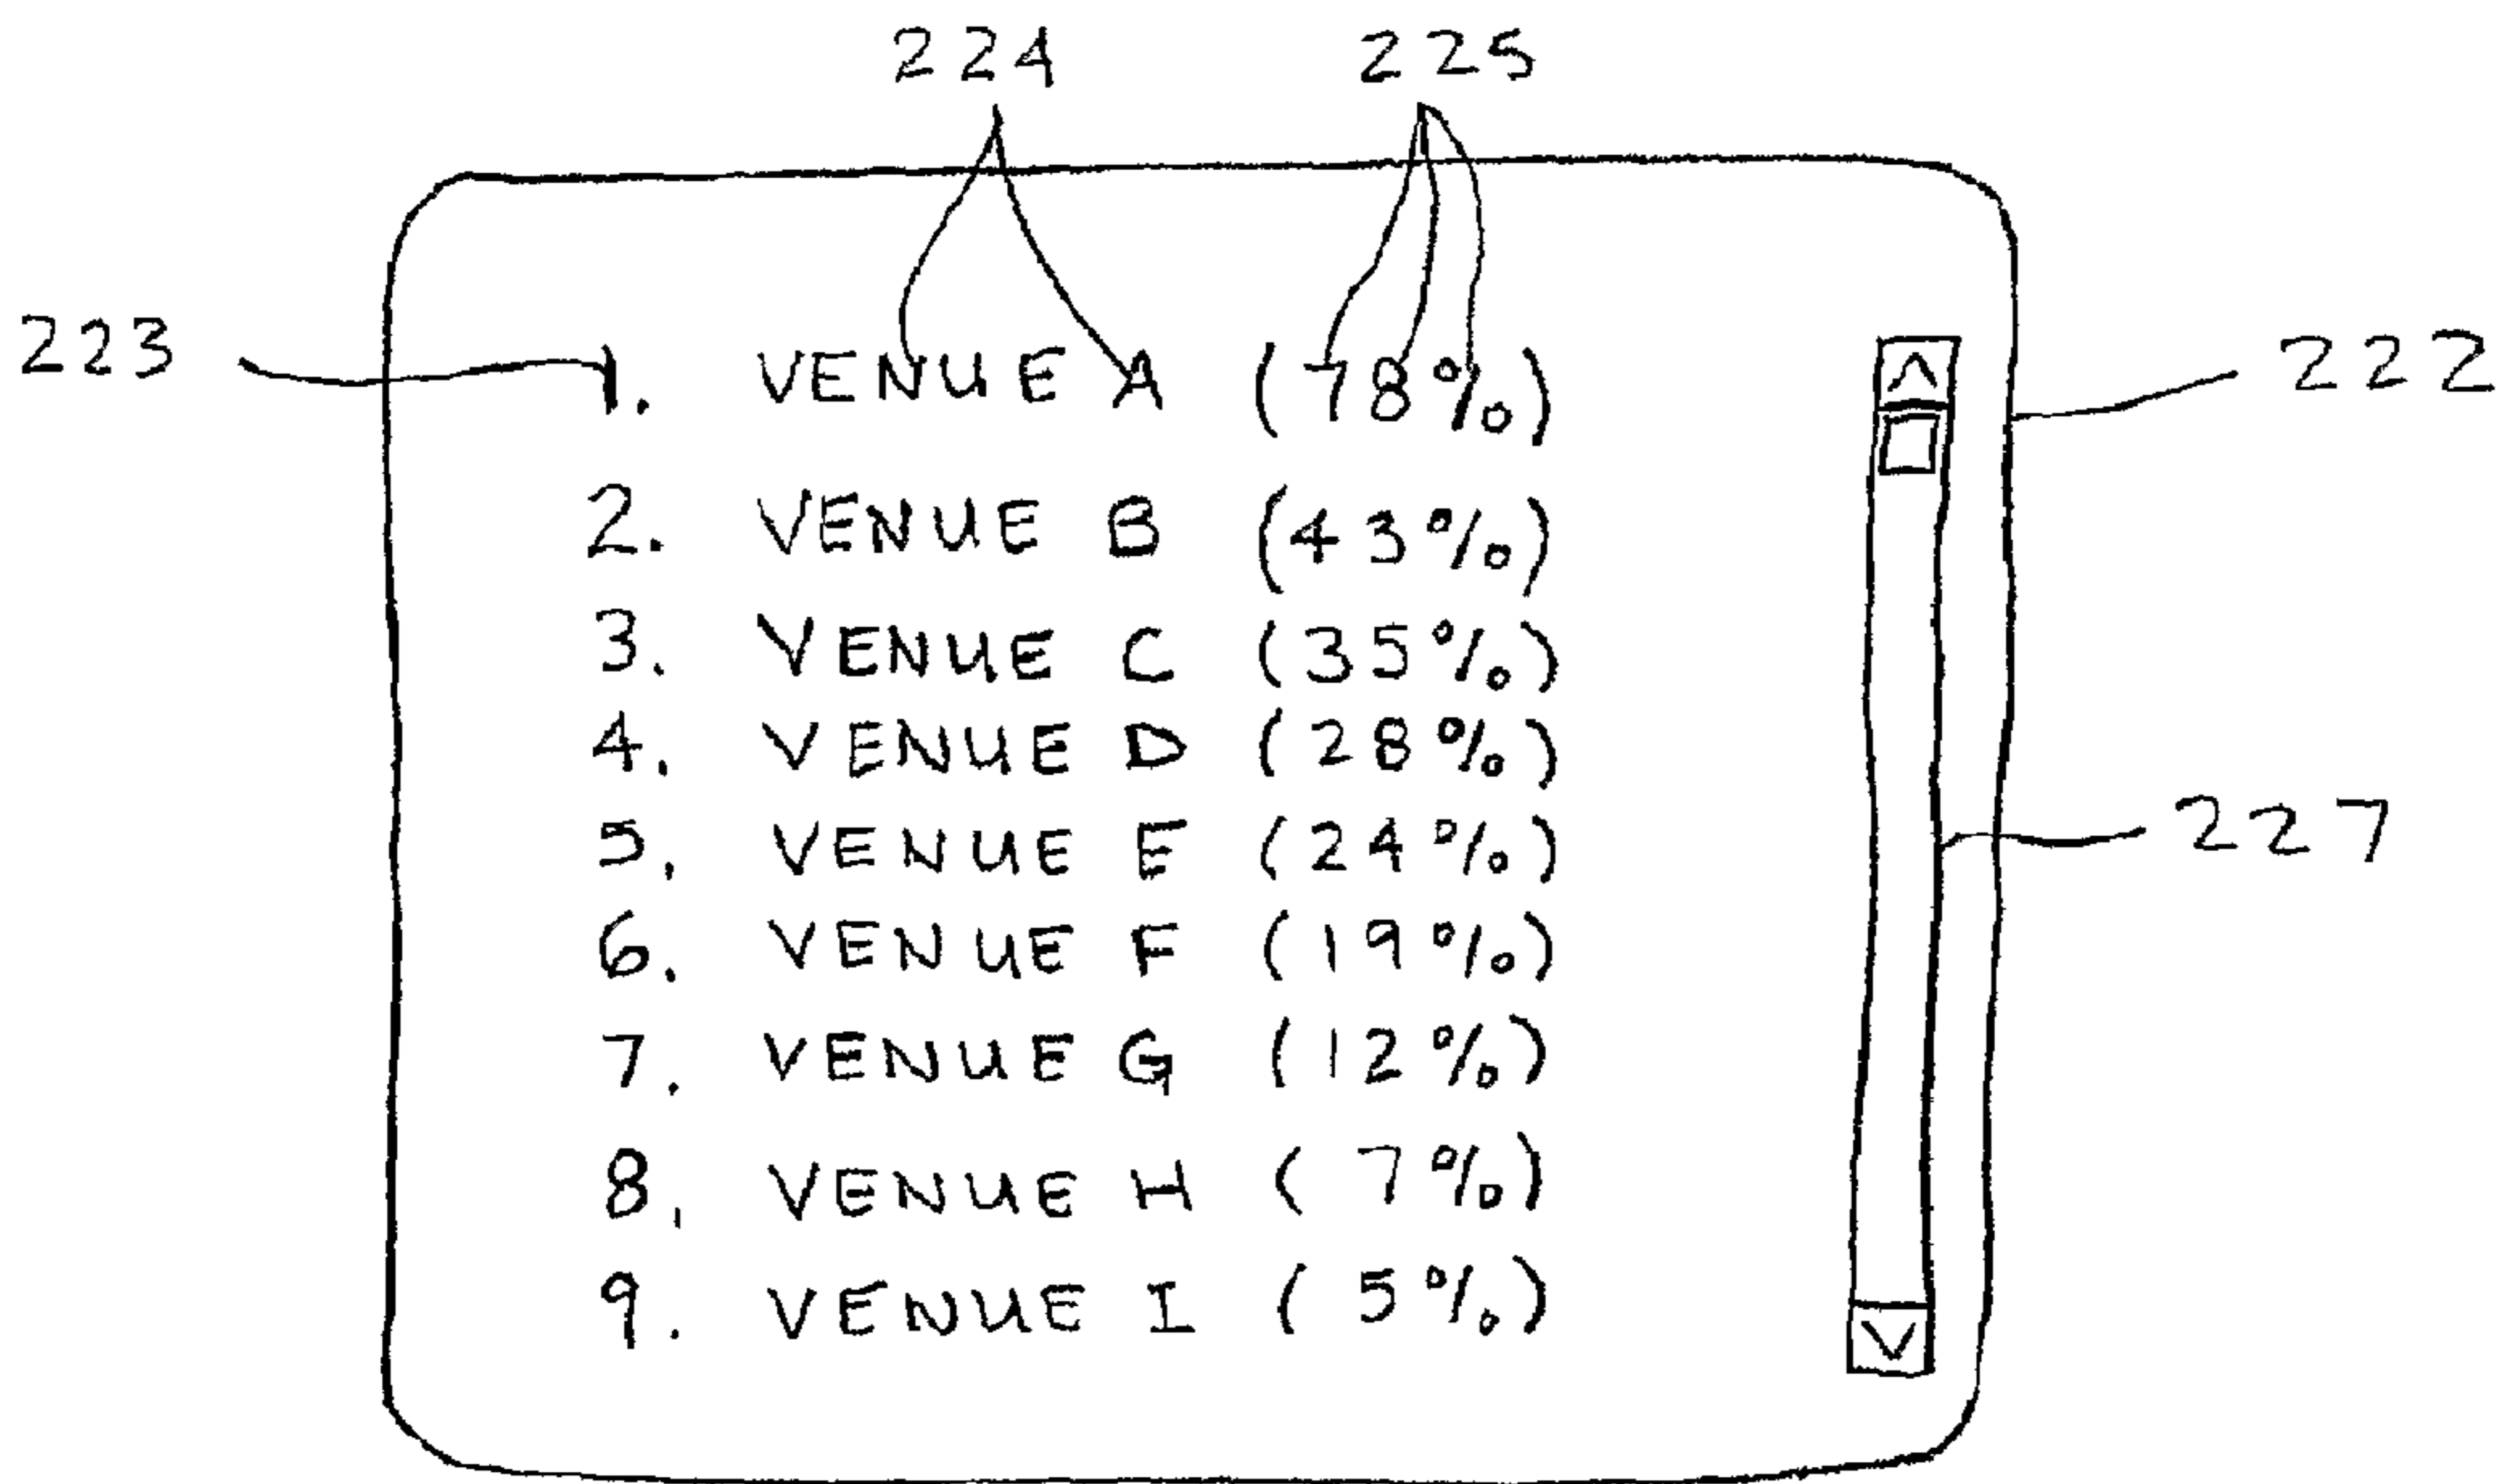 224 225
223
222
1. VENUE A (78%)
2. VENUE B (43%)
3. VENUE C (35%)
4. VENUE D (28%)
5. VENUE E (24%)
227
6. VENUE F (19%)
7. VENUE G (12%)
8. VENUE H (7%)
9. VENUE I (5%)